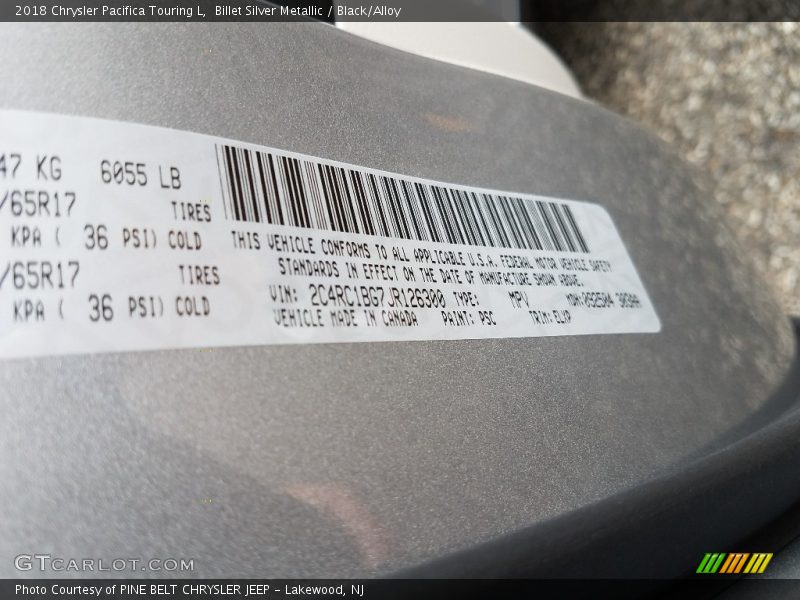 2018 Chrysler Pacifica Touring L, Billet Silver Metallic / Black/Alloy
47 KG 6055 LB
/65R17 TIRES
KPA ( 36 PSI) COLD
/65R17 TIRES
KPA ( 36 PSI) COLD
THIS VEHICLE CONFORMS TO ALL APPLICABLE U.S.A. FEDERAL MOTOR VEHICLE SAFETY
STANDARDS IN EFFECT ON THE DATE OF MANUFACTURE SHOWN ABOVE.
VIN: 2C4RC1BG7JR126300 TYPE: MPV MDH:
VEHICLE MADE IN CANADA PAINT: PSC TRIM:
GTCARLOT.COM
Photo Courtesy of PINE BELT CHRYSLER JEEP - Lakewood, NJ